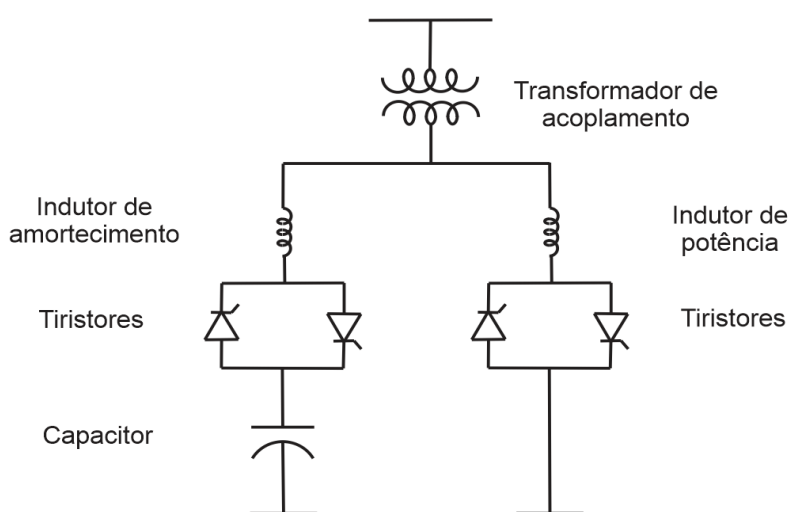 Transformador de
acoplamento
Indutor de
amortecimento
Indutor de
potência
Tiristores
Tiristores
Capacitor